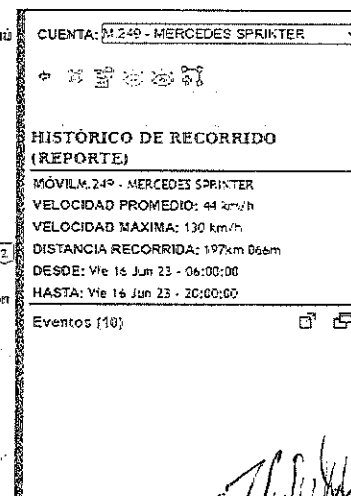 CUENTA: M.249 - MERCEDES SPRIKTER
HISTÓRICO DE RECORRIDO
(REPORTE)
MÓVIL M.249 - MERCEDES SPRINTER
VELOCIDAD PROMEDIO: 44 km/h
VELOCIDAD MAXIMA: 130 km/h
DISTANCIA RECORRIDA: 197km 066m
DESDE: Vie 16 Jun 23 - 06:00:00
HASTA: Vie 16 Jun 23 - 20:00:00
Eventos (10)
2